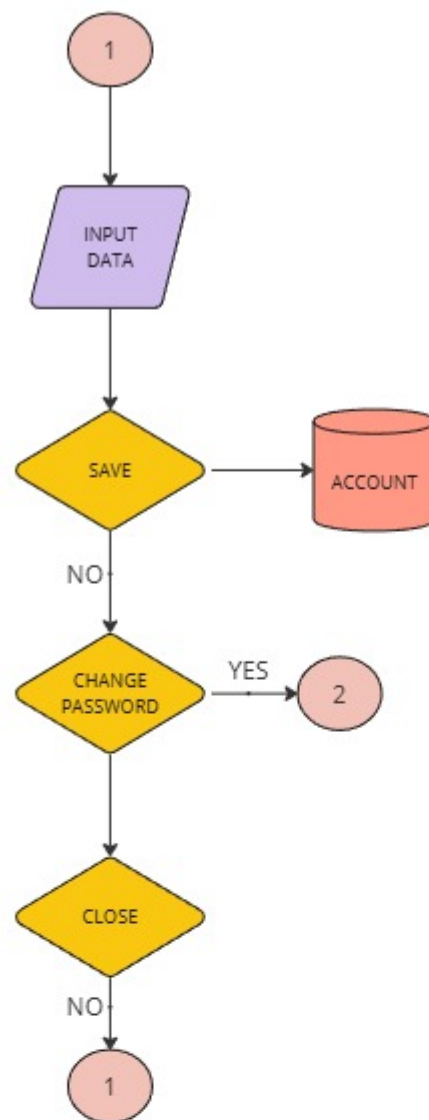 1
INPUT
DATA
SAVE
ACCOUNT
NO
CHANGE
PASSWORD
YES
2
CLOSE
NO
1